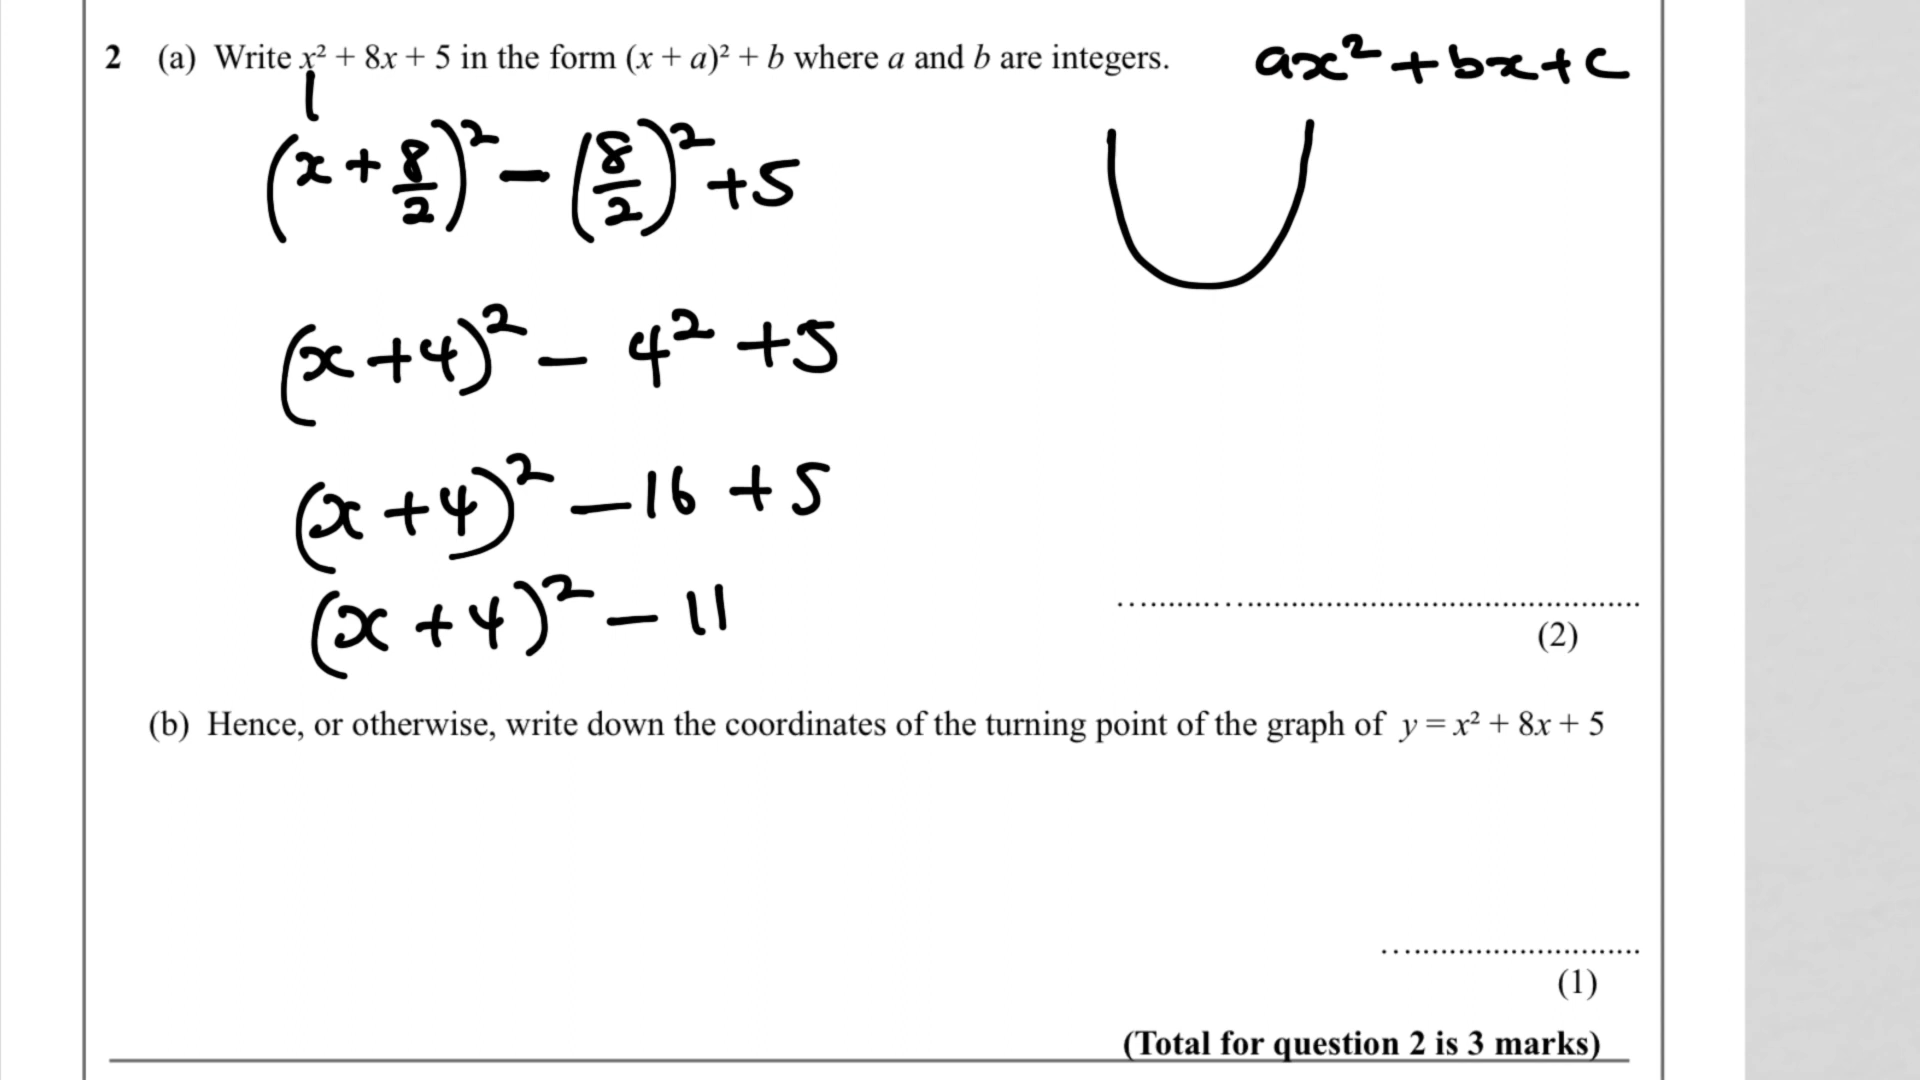 2 (a) Write x² + 8x + 5 in the form (x + a)² + b where a and b are integers.
ax² + bx + c
1
(x + 8/2)² − (8/2)² + 5
(x + 4)² − 4² + 5
(x + 4)² − 16 + 5
(x + 4)² − 11
(2)
(b) Hence, or otherwise, write down the coordinates of the turning point of the graph of y = x² + 8x + 5
(1)
(Total for question 2 is 3 marks)